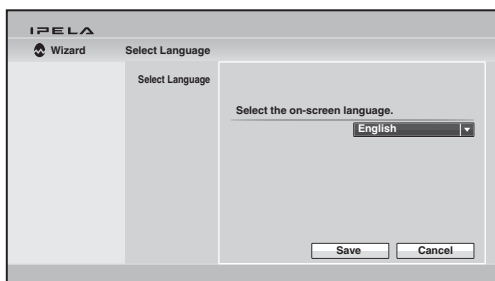 IPELA
Wizard
Select Language
Select Language
Select the on-screen language.
English
Save
Cancel